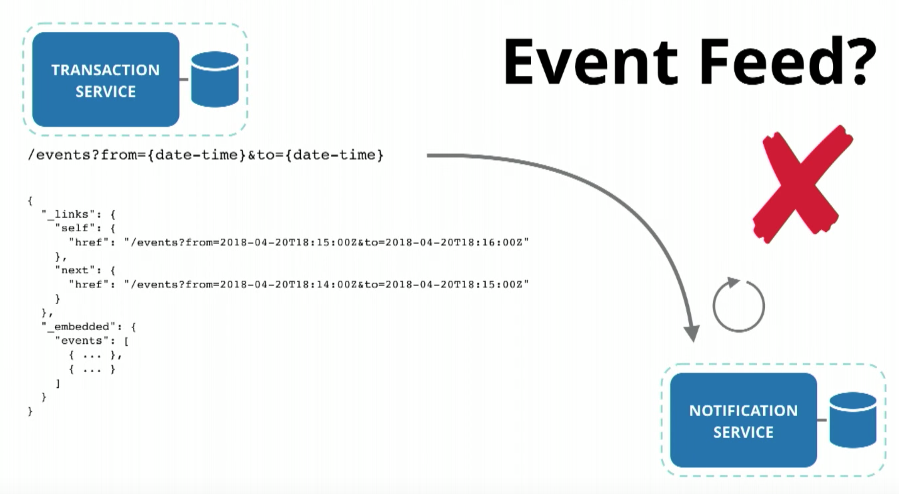 Event Feed?
TRANSACTION
SERVICE
/events?from={date-time}&to={date-time}
{
  "_links": {
    "self": {
      "href": "/events?from=2018-04-20T18:15:00Z&to=2018-04-20T18:16:00Z"
    },
    "next": {
      "href": "/events?from=2018-04-20T18:14:00Z&to=2018-04-20T18:15:00Z"
    }
  },
  "_embedded": {
    "events": [
      { ... },
      { ... }
    ]
  }
}
NOTIFICATION
SERVICE